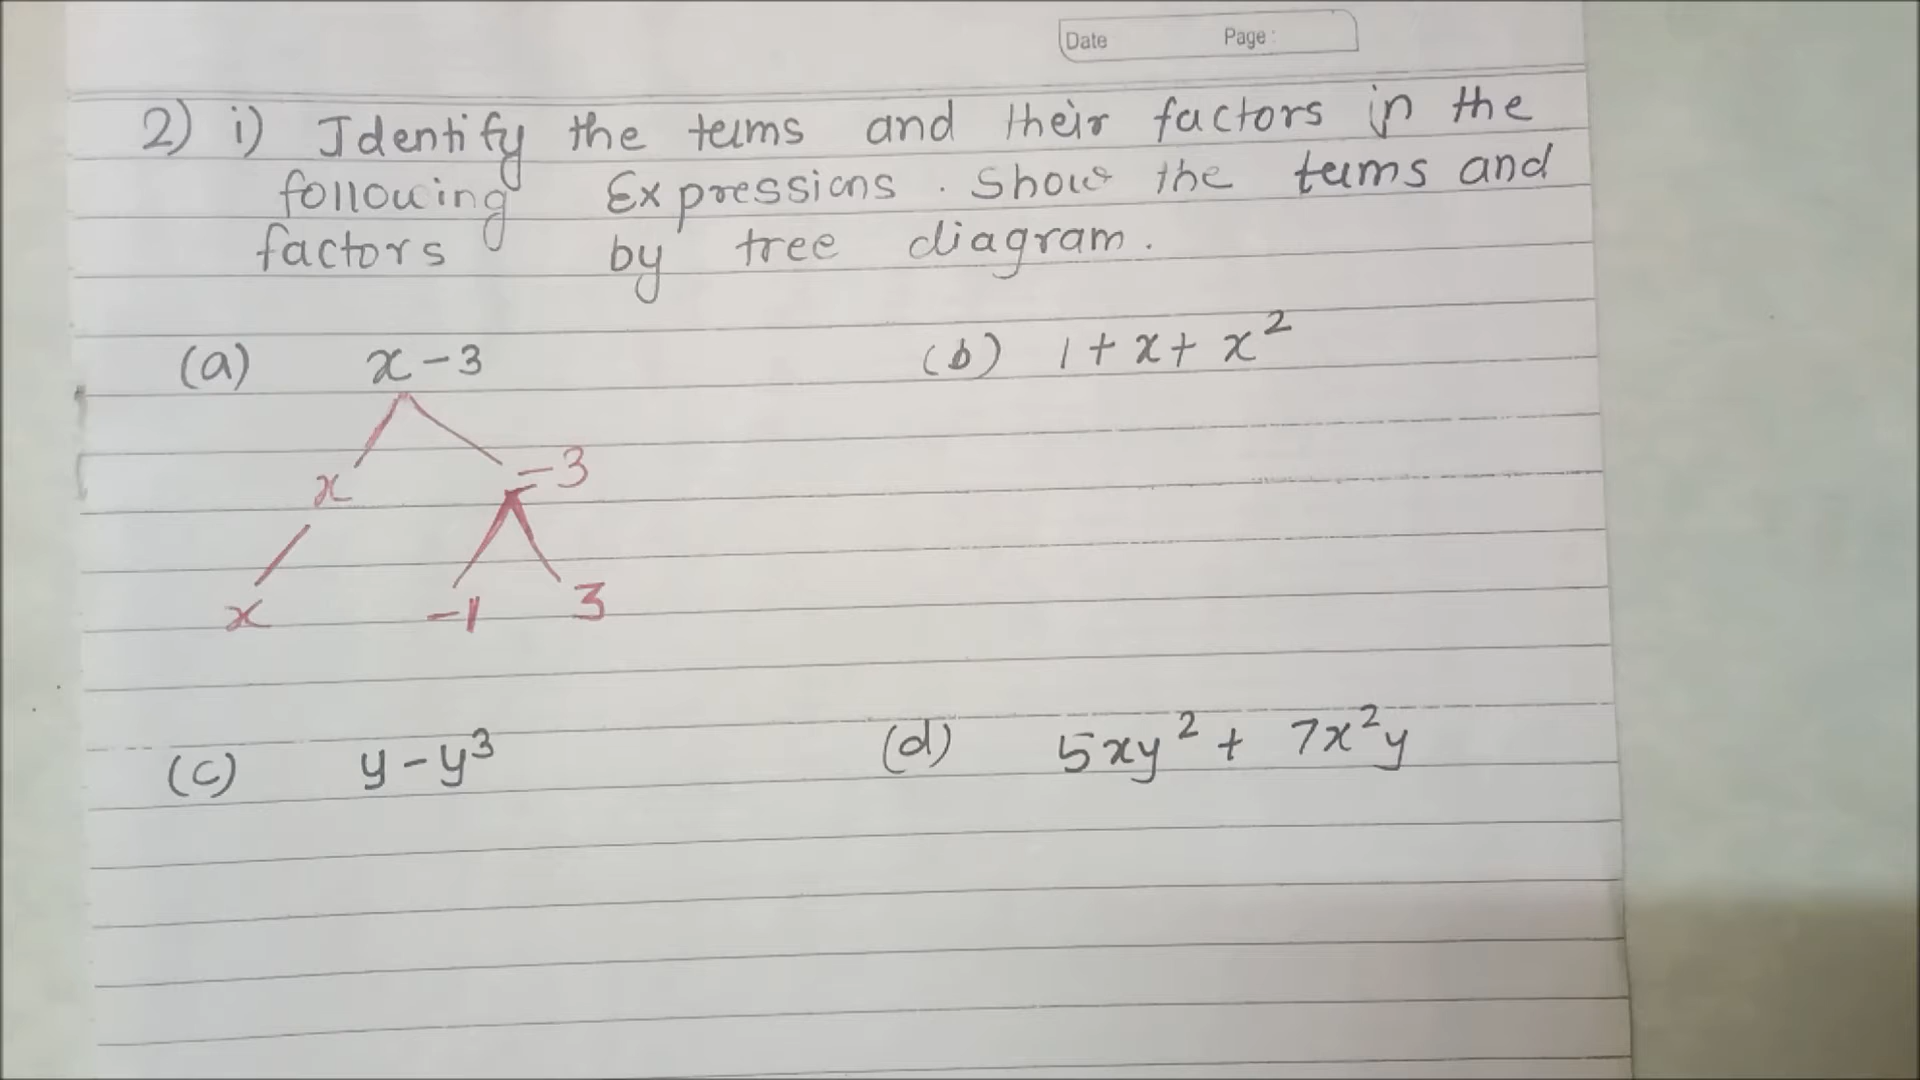 Date Page :
2) i) Identify the terms and their factors in the
following Expressions. Show the terms and
factors by tree diagram.
(a) x - 3 (b) 1 + x + x²
x -3
x -1 3
(c) y - y³ (d) 5xy² + 7x²y